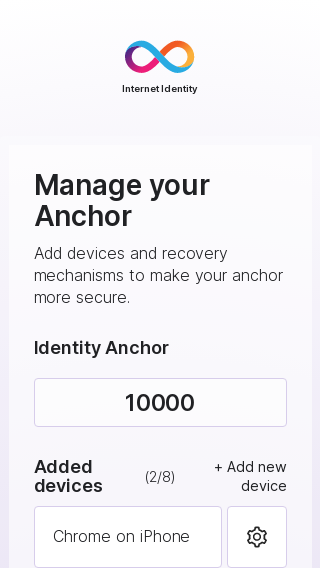 Internet Identity
Manage your
Anchor
Add devices and recovery
mechanisms to make your anchor
more secure.
Identity Anchor
10000
Added
devices
(2/8)
+ Add new
device
Chrome on iPhone